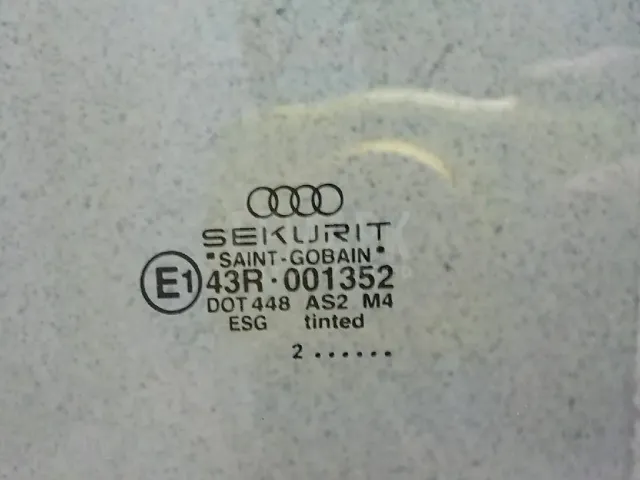 SEKURIT
"SAINT-GOBAIN"
E1 43R-001352
DOT 448 AS2 M4
ESG tinted
2 ......